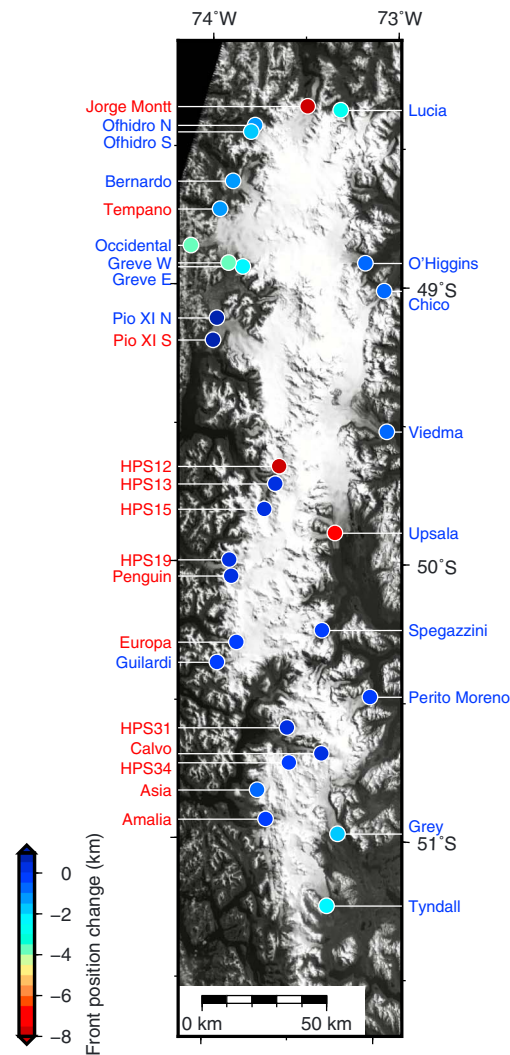 74˚W 73˚W
Jorge Montt
Lucia
Ofhidro N
Ofhidro S
Bernardo
Tempano
Occidental
Greve W
O'Higgins
Greve E
49˚S
Chico
Pio XI N
Pio XI S
Viedma
HPS12
HPS13
HPS15
Upsala
HPS19
50˚S
Penguin
Spegazzini
Europa
Guilardi
Perito Moreno
HPS31
Calvo
HPS34
Asia
Amalia
Grey
51˚S
Tyndall
Front position change (km)
0
−2
−4
−6
−8
0 km 50 km